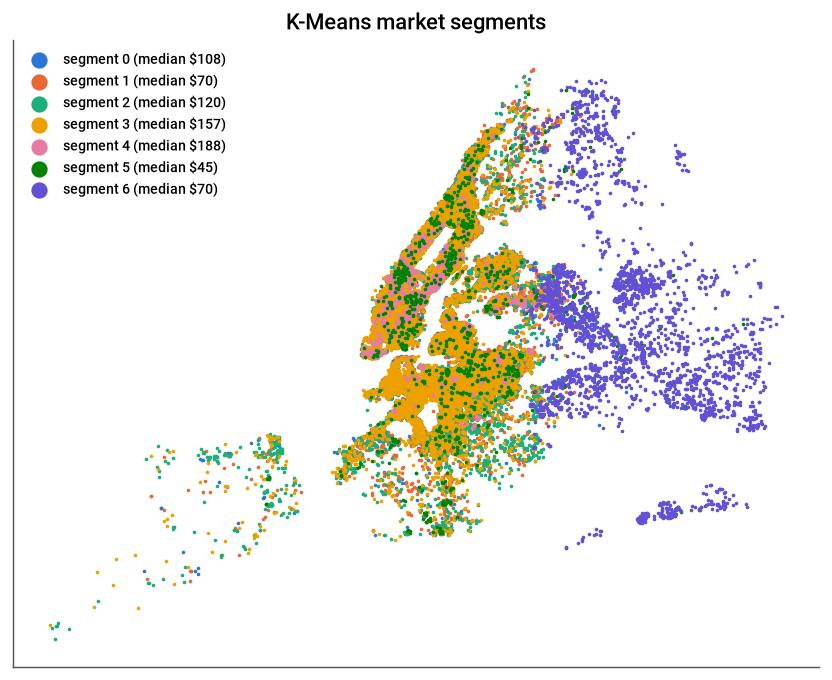 K-Means market segments
segment 0 (median $108)
segment 1 (median $70)
segment 2 (median $120)
segment 3 (median $157)
segment 4 (median $188)
segment 5 (median $45)
segment 6 (median $70)